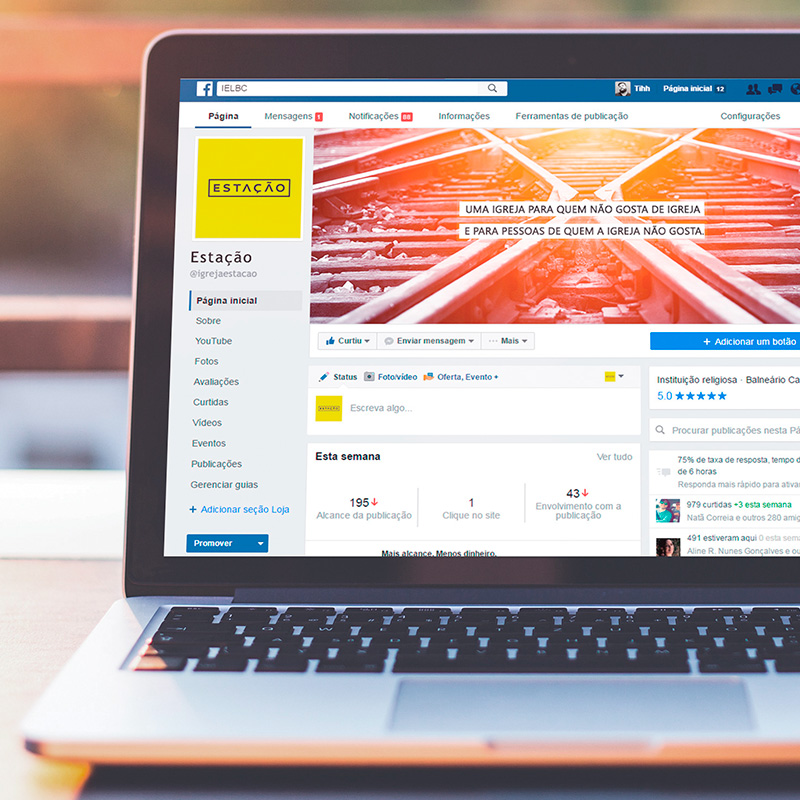 IELBC
Tihh Página inicial 12
Página Mensagens 1 Notificações 88 Informações Ferramentas de publicação Configurações
ESTAÇÃO
UMA IGREJA PARA QUEM NÃO GOSTA DE IGREJA
E PARA PESSOAS DE QUEM A IGREJA NÃO GOSTA.
Estação
@igrejaestacao
Página inicial
Sobre
YouTube
Fotos
Avaliações
Curtidas
Vídeos
Eventos
Publicações
Gerenciar guias
+ Adicionar seção Loja
Promover
Curtiu Enviar mensagem ··· Mais
+ Adicionar um botão
Status Foto/vídeo Oferta, Evento +
ESTAÇÃO Escreva algo...
Esta semana Ver tudo
195 1 43
Alcance da publicação Clique no site Envolvimento com a
publicação
Mais alcance. Menos dinheiro.
Instituição religiosa · Balneário Ca
5.0 ★★★★★
Procurar publicações nesta Pá
75% de taxa de resposta, tempo d
de 6 horas
Responda mais rápido para ativar
979 curtidas +3 esta semana
Natã Correia e outros 280 amig
491 estiveram aqui 0 esta sema
Aline R. Nunes Gonçalves e ou